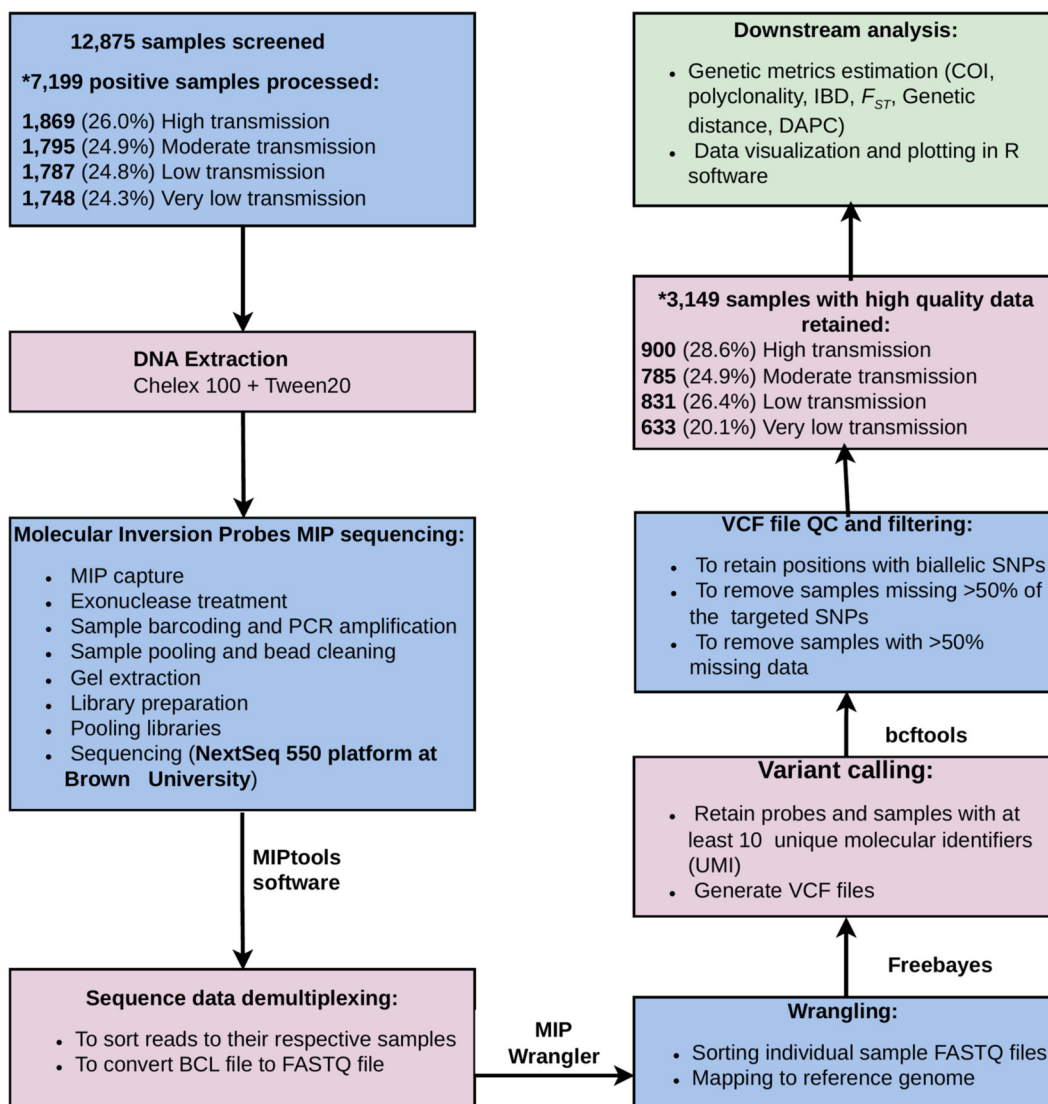 12,875 samples screened
*7,199 positive samples processed:
1,869 (26.0%) High transmission
1,795 (24.9%) Moderate transmission
1,787 (24.8%) Low transmission
1,748 (24.3%) Very low transmission
DNA Extraction
Chelex 100 + Tween20
Molecular Inversion Probes MIP sequencing:
• MIP capture
• Exonuclease treatment
• Sample barcoding and PCR amplification
• Sample pooling and bead cleaning
• Gel extraction
• Library preparation
• Pooling libraries
• Sequencing (NextSeq 550 platform at
Brown University)
MIPtools
software
Sequence data demultiplexing:
• To sort reads to their respective samples
• To convert BCL file to FASTQ file
MIP
Wrangler
Wrangling:
• Sorting individual sample FASTQ files
• Mapping to reference genome
Freebayes
Variant calling:
• Retain probes and samples with at
least 10 unique molecular identifiers
(UMI)
• Generate VCF files
bcftools
VCF file QC and filtering:
• To retain positions with biallelic SNPs
• To remove samples missing >50% of
the targeted SNPs
• To remove samples with >50%
missing data
*3,149 samples with high quality data
retained:
900 (28.6%) High transmission
785 (24.9%) Moderate transmission
831 (26.4%) Low transmission
633 (20.1%) Very low transmission
Downstream analysis:
• Genetic metrics estimation (COI,
polyclonality, IBD, FST, Genetic
distance, DAPC)
• Data visualization and plotting in R
software